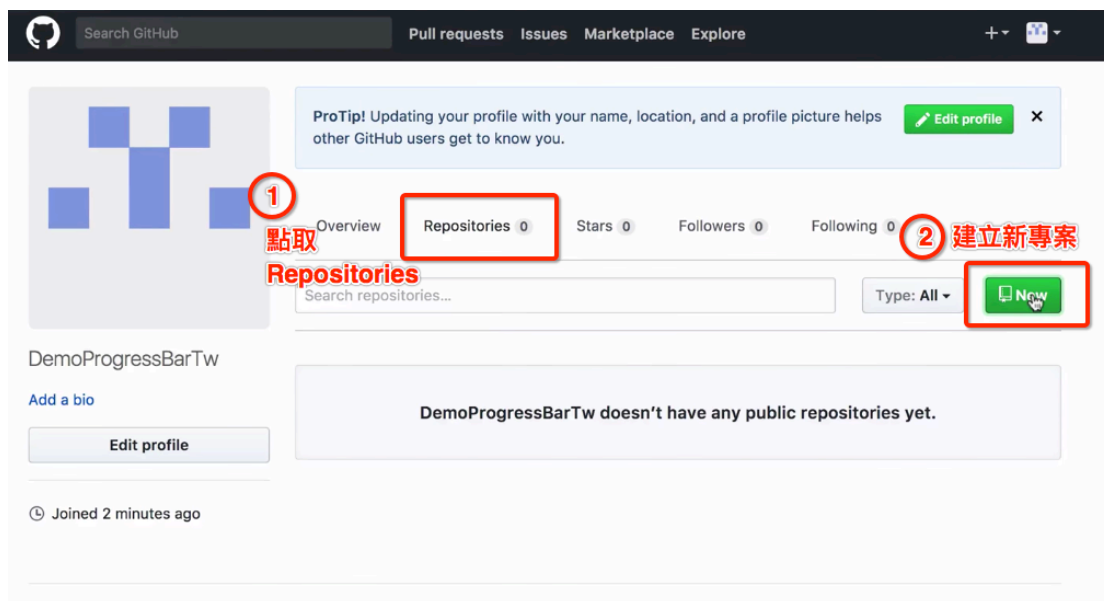 Search GitHub
Pull requests Issues Marketplace Explore
ProTip! Updating your profile with your name, location, and a profile picture helps
other GitHub users get to know you.
Edit profile
1
點取
Repositories
Overview Repositories 0 Stars 0 Followers 0 Following 0
2 建立新專案
Search repositories...
Type: All
New
DemoProgressBarTw
Add a bio
Edit profile
Joined 2 minutes ago
DemoProgressBarTw doesn’t have any public repositories yet.